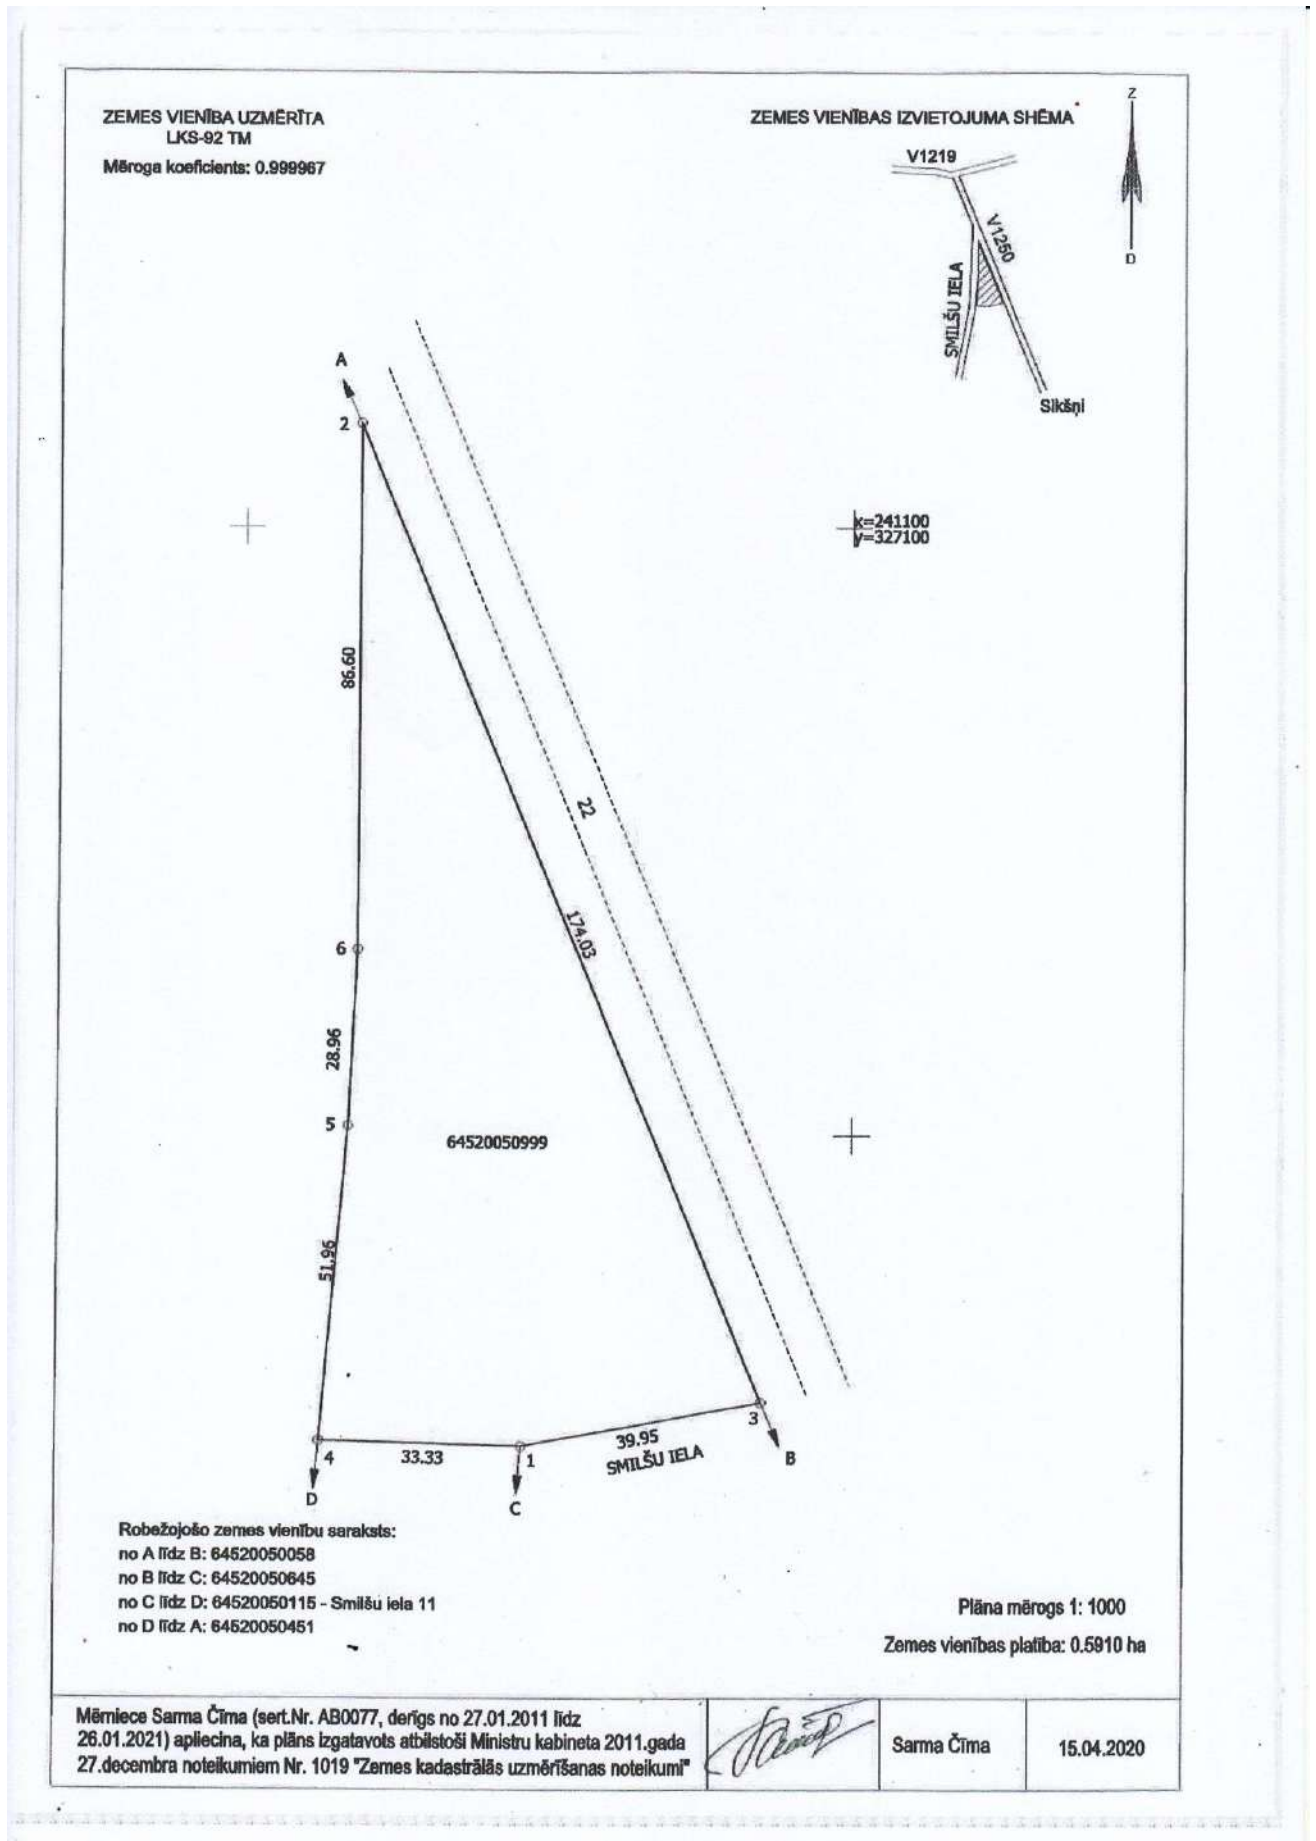 ZEMES VIENĪBA UZMĒRĪTA
LKS-92 TM
Mēroga koeficients: 0.999967
ZEMES VIENĪBAS IZVIETOJUMA SHĒMA
Z
D
V1219
V1250
SMILŠU IELA
Sikšņi
A
2
x=241100
y=327100
86.60
22
174.03
6
28.96
5
64520050999
51.96
3
B
39.95
SMILŠU IELA
4
33.33
1
D
C
Robežojošo zemes vienību saraksts:
no A līdz B: 64520050058
no B līdz C: 64520050645
no C līdz D: 64520050115 - Smilšu iela 11
no D līdz A: 64520050451
Plāna mērogs 1: 1000
Zemes vienības platība: 0.5910 ha
Mērniece Sarma Čīma (sert.Nr. AB0077, derīgs no 27.01.2011 līdz
26.01.2021) apliecina, ka plāns izgatavots atbilstoši Ministru kabineta 2011.gada
27.decembra noteikumiem Nr. 1019 "Zemes kadastrālās uzmērīšanas noteikumi"
Sarma Čīma
15.04.2020